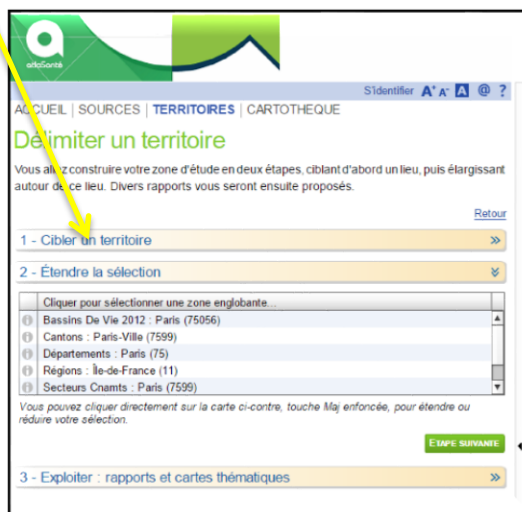 atlaSanté
S'identifier A+ A- A @ ?
ACCUEIL | SOURCES | TERRITOIRES | CARTOTHEQUE
Délimiter un territoire
Vous allez construire votre zone d'étude en deux étapes, ciblant d'abord un lieu, puis élargissant
autour de ce lieu. Divers rapports vous seront ensuite proposés.
Retour
1 - Cibler un territoire
2 - Étendre la sélection
Cliquer pour sélectionner une zone englobante...
Bassins De Vie 2012 : Paris (75056)
Cantons : Paris-Ville (7599)
Départements : Paris (75)
Régions : Île-de-France (11)
Secteurs Cnamts : Paris (7599)
Vous pouvez cliquer directement sur la carte ci-contre, touche Maj enfoncée, pour étendre ou
réduire votre sélection.
ETAPE SUIVANTE
3 - Exploiter : rapports et cartes thématiques